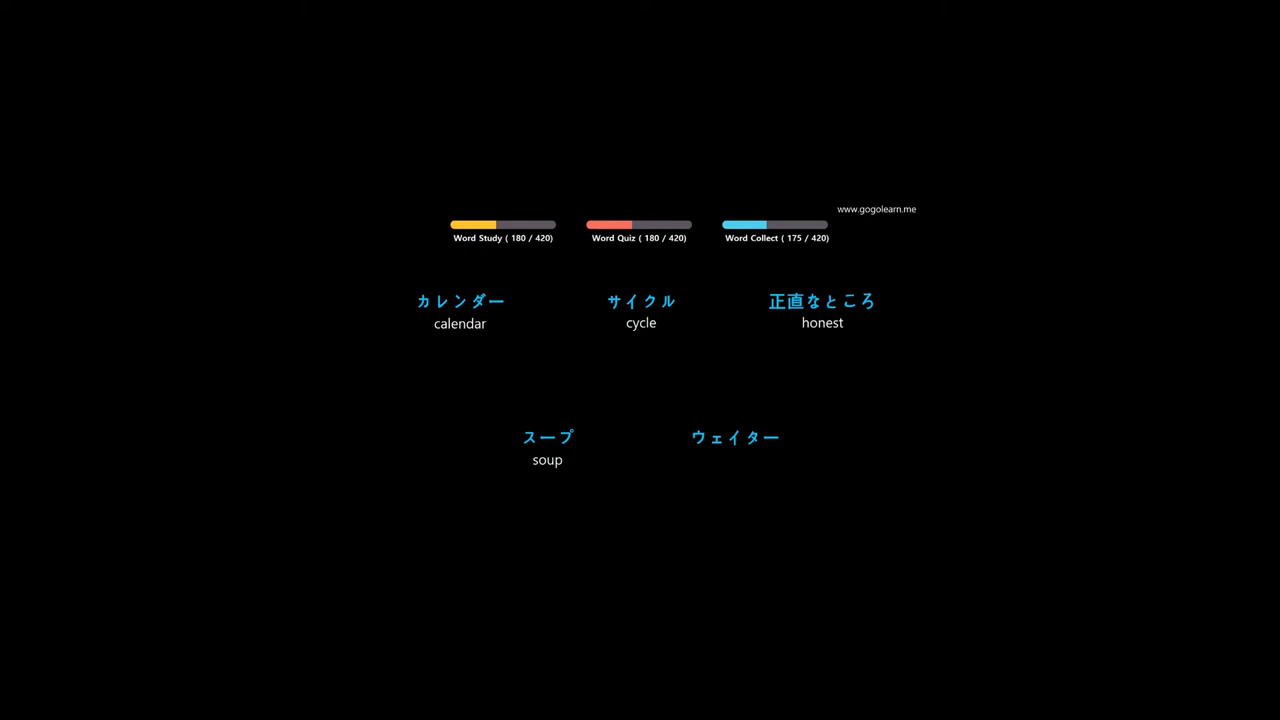 www.gogolearn.me
Word Study ( 180 / 420)
Word Quiz ( 180 / 420)
Word Collect ( 175 / 420)
カレンダー
calendar
サイクル
cycle
正直なところ
honest
スープ
soup
ウェイター